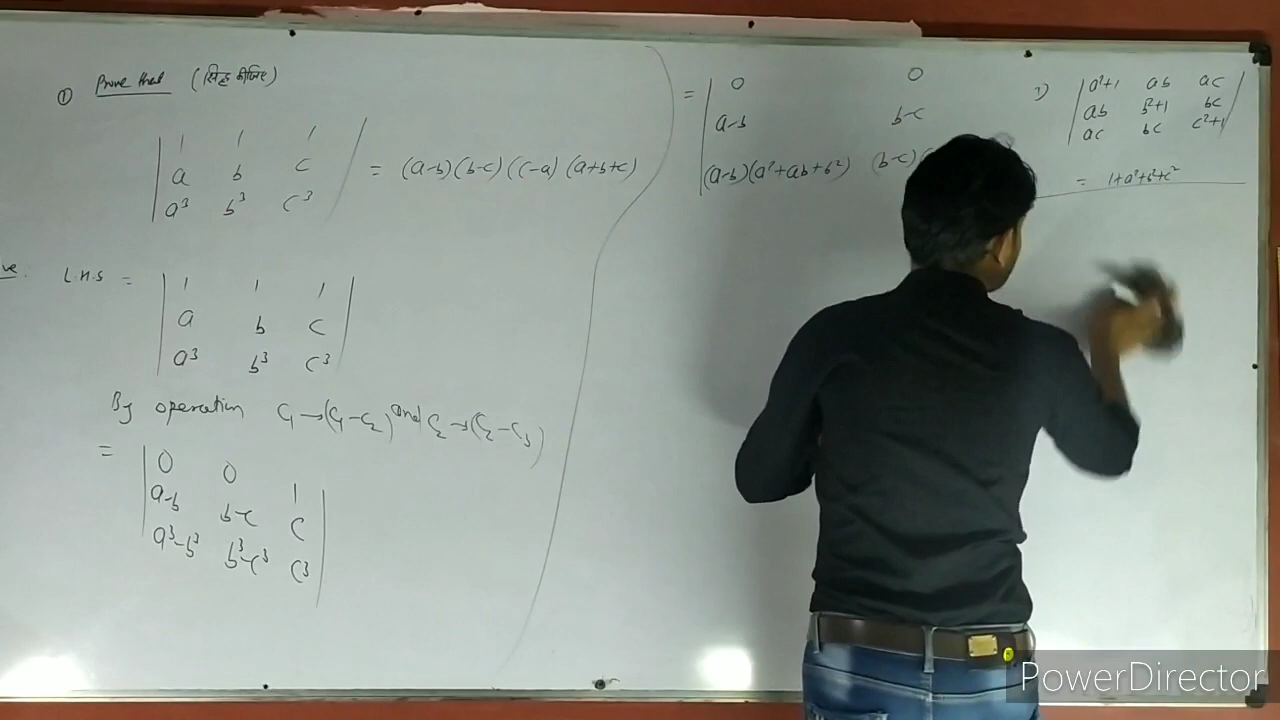 ① Prove that (सिद्ध कीजिए)
| 1 1 1 |
| a b c | = (a-b)(b-c)(c-a)(a+b+c)
| a³ b³ c³ |
L.H.S =
| 1 1 1 |
| a b c |
| a³ b³ c³ |
By operation C₁→(C₁-C₂) and C₂→(C₂-C₃)
=
| 0 0 1 |
| a-b b-c c |
| a³-b³ b³-c³ c³ |
=
| 0 0
| a-b b-c
| (a-b)(a²+ab+b²) (b-c)(
2)
| a²+1 ab ac |
| ab b²+1 bc |
| ac bc c²+1 |
= 1+a²+b²+c²
PowerDirector